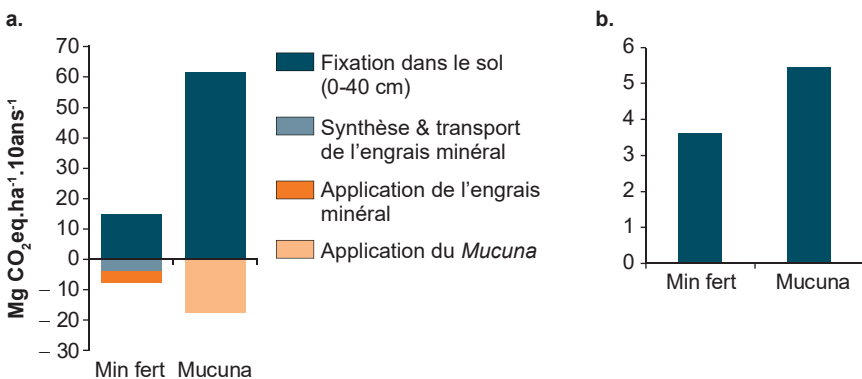 a.
Mg CO₂eq.ha⁻¹.10ans⁻¹
70
60
50
40
30
20
10
0
– 10
– 20
– 30
Min fert
Mucuna
Fixation dans le sol
(0-40 cm)
Synthèse & transport
de l’engrais minéral
Application de l’engrais
minéral
Application du Mucuna
b.
6
5
4
3
2
1
0
Min fert
Mucuna